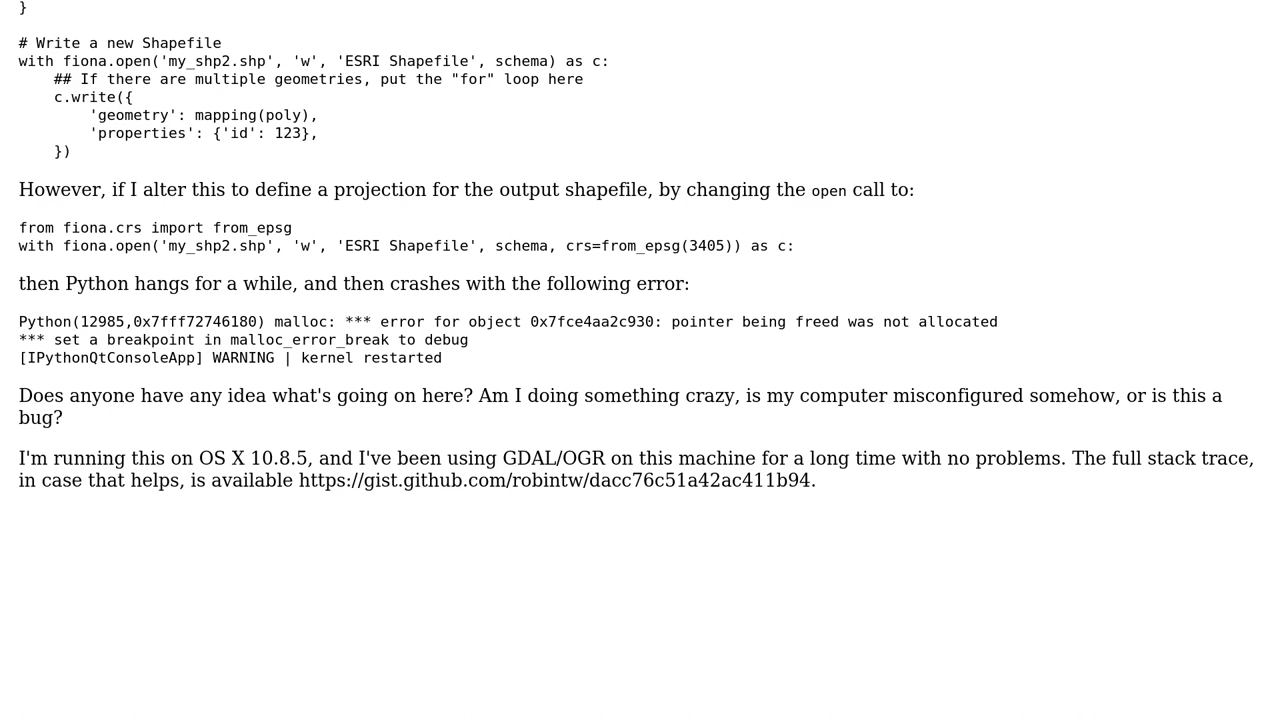 }
# Write a new Shapefile
with fiona.open('my_shp2.shp', 'w', 'ESRI Shapefile', schema) as c:
    ## If there are multiple geometries, put the "for" loop here
    c.write({
        'geometry': mapping(poly),
        'properties': {'id': 123},
    })
However, if I alter this to define a projection for the output shapefile, by changing the open call to:
from fiona.crs import from_epsg
with fiona.open('my_shp2.shp', 'w', 'ESRI Shapefile', schema, crs=from_epsg(3405)) as c:
then Python hangs for a while, and then crashes with the following error:
Python(12985,0x7fff72746180) malloc: *** error for object 0x7fce4aa2c930: pointer being freed was not allocated
*** set a breakpoint in malloc_error_break to debug
[IPythonQtConsoleApp] WARNING | kernel restarted
Does anyone have any idea what's going on here? Am I doing something crazy, is my computer misconfigured somehow, or is this a
bug?
I'm running this on OS X 10.8.5, and I've been using GDAL/OGR on this machine for a long time with no problems. The full stack trace,
in case that helps, is available https://gist.github.com/robintw/dacc76c51a42ac411b94.